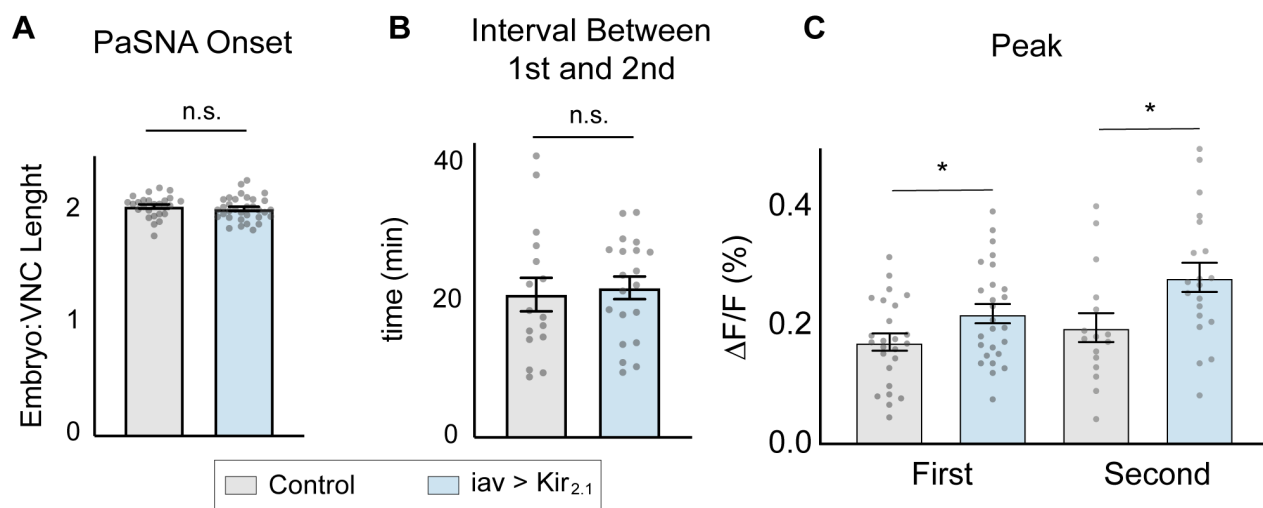 A
PaSNA Onset
n.s.
Embryo:VNC Lenght
2
1
0
B
Interval Between
1st and 2nd
n.s.
time (min)
40
20
0
C
Peak
*
*
ΔF/F (%)
0.4
0.2
0.0
First
Second
Control
iav > Kir2.1